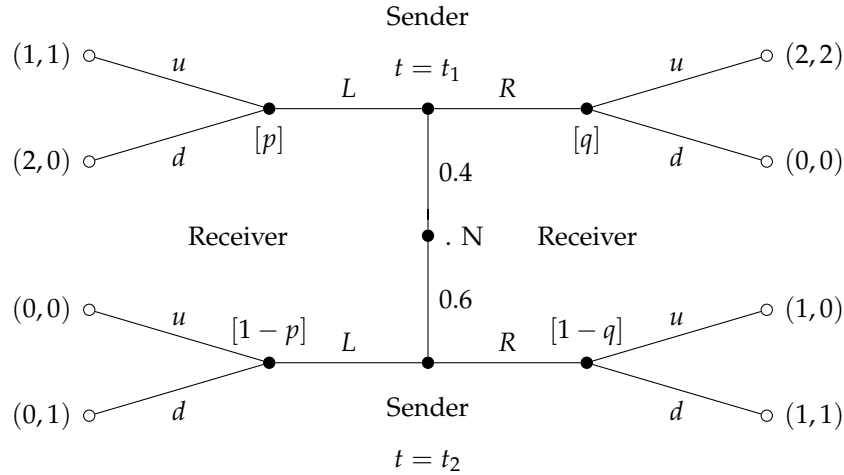 Sender
t = t₁
(1, 1) u L R u (2, 2)
[p] [q]
(2, 0) d d (0, 0)
0.4
Receiver . N Receiver
0.6
(0, 0) u [1 − p] L R [1 − q] u (1, 0)
(0, 1) d d (1, 1)
Sender
t = t₂